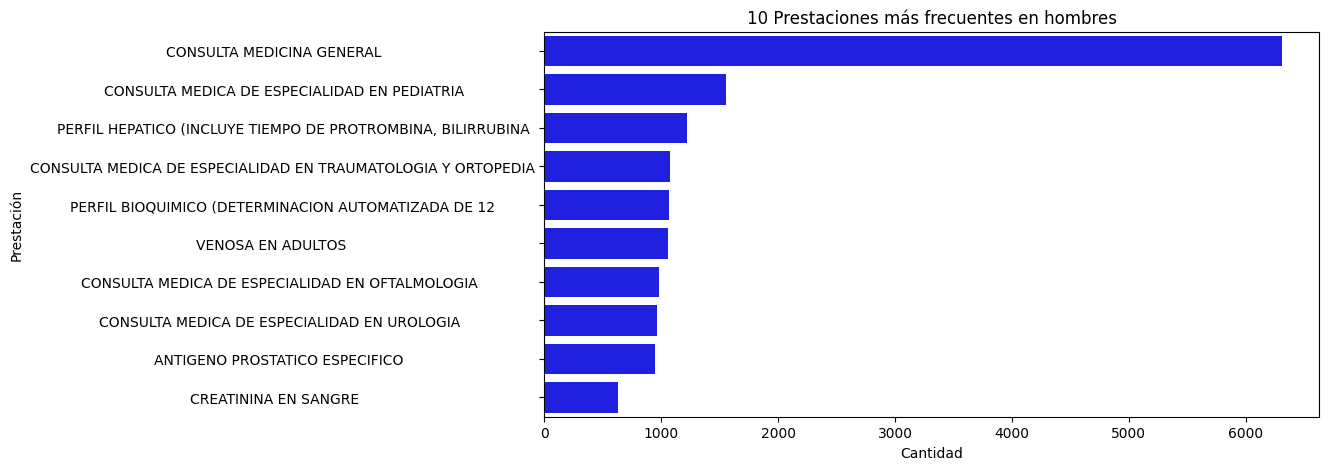 10 Prestaciones más frecuentes en hombres
Prestación
CONSULTA MEDICINA GENERAL
CONSULTA MEDICA DE ESPECIALIDAD EN PEDIATRIA
PERFIL HEPATICO (INCLUYE TIEMPO DE PROTROMBINA, BILIRRUBINA
CONSULTA MEDICA DE ESPECIALIDAD EN TRAUMATOLOGIA Y ORTOPEDIA
PERFIL BIOQUIMICO (DETERMINACION AUTOMATIZADA DE 12
VENOSA EN ADULTOS
CONSULTA MEDICA DE ESPECIALIDAD EN OFTALMOLOGIA
CONSULTA MEDICA DE ESPECIALIDAD EN UROLOGIA
ANTIGENO PROSTATICO ESPECIFICO
CREATININA EN SANGRE
0 1000 2000 3000 4000 5000 6000
Cantidad